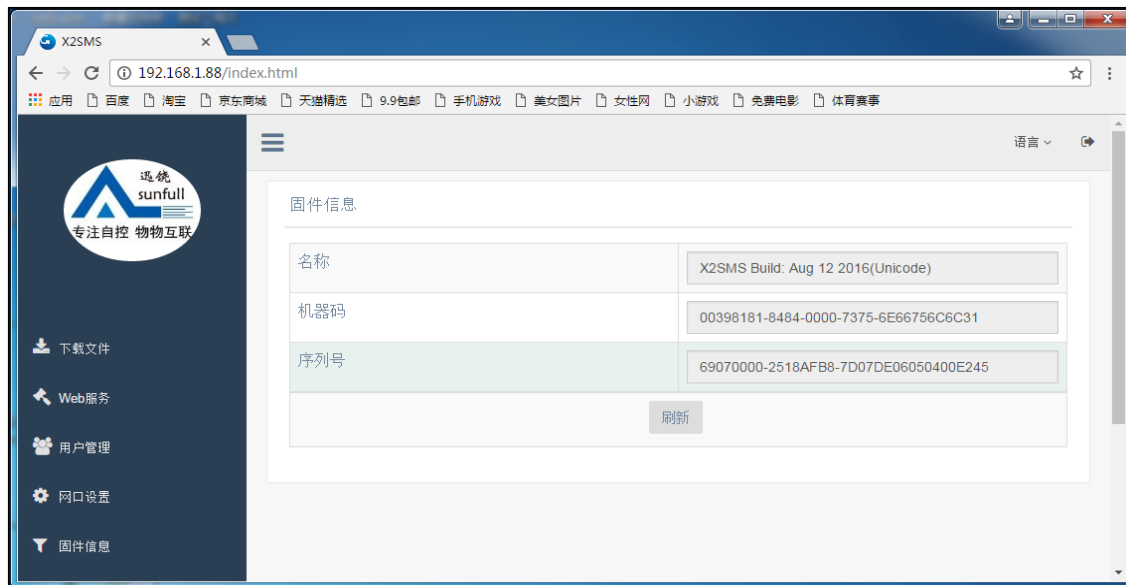 X2SMS
192.168.1.88/index.html
应用 百度 淘宝 京东商城 天猫精选 9.9包邮 手机游戏 美女图片 女性网 小游戏 免费电影 体育赛事
迅饶
sunfull
专注自控 物物互联
语言
固件信息
名称 X2SMS Build: Aug 12 2016(Unicode)
机器码 00398181-8484-0000-7375-6E66756C6C31
序列号 69070000-2518AFB8-7D07DE06050400E245
刷新
下载文件
Web服务
用户管理
网口设置
固件信息